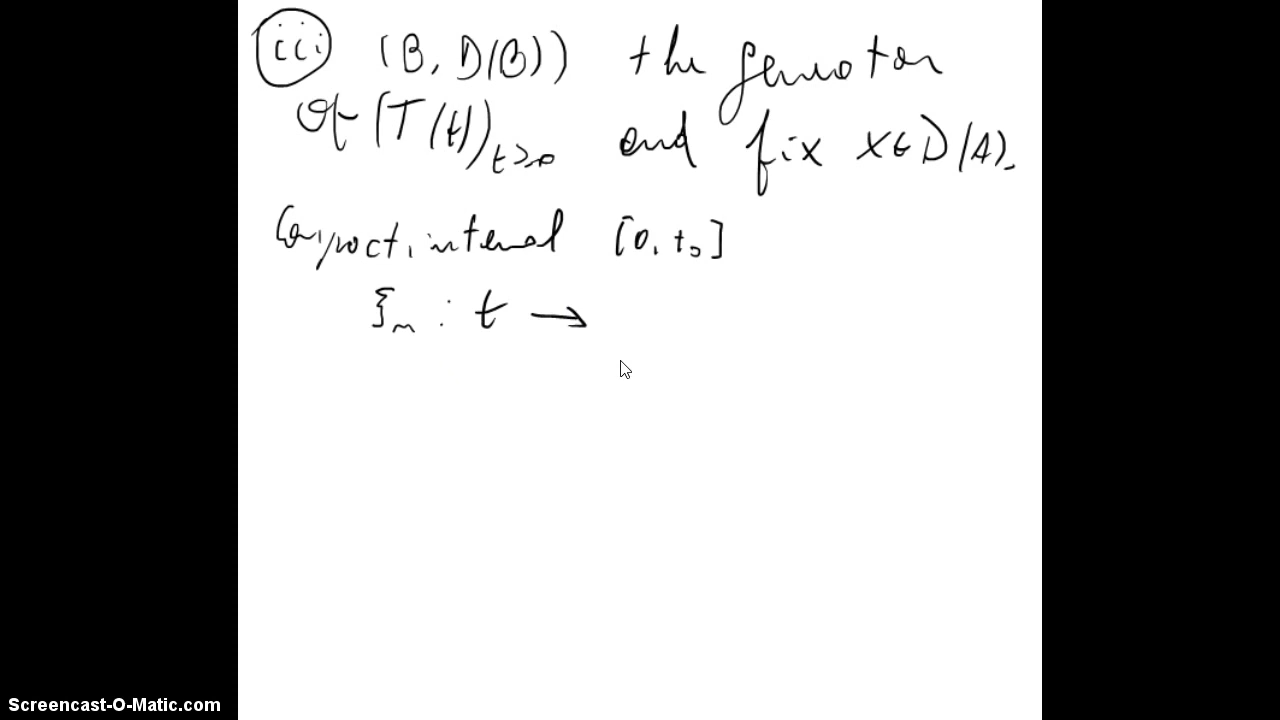 (iii) (B, D(B)) the generator
of (T(t))_{t≥0} and fix x ∈ D(A).
Compact interval [0, t₀]
ξₙ : t →
Screencast-O-Matic.com